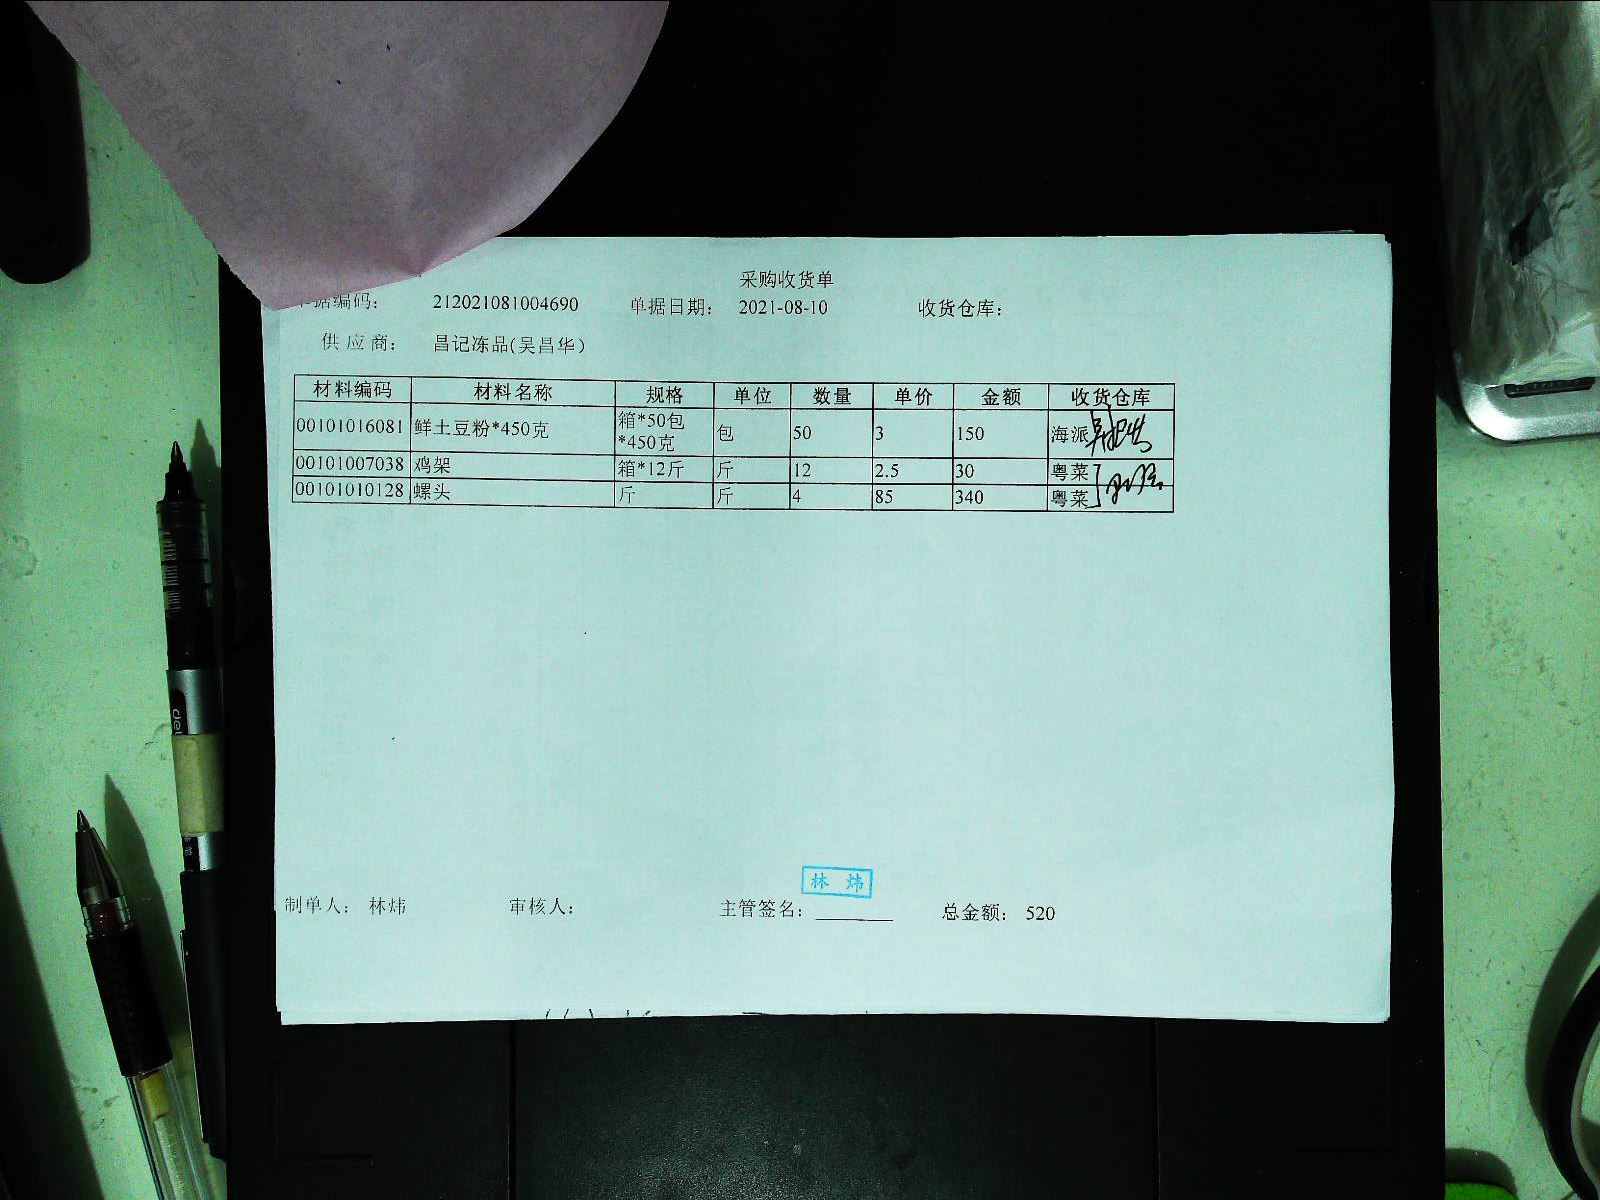 采购收货单
单据编码: 212021081004690 单据日期: 2021-08-10 收货仓库:
供应商: 昌记冻品(吴昌华)
材料编码 材料名称 规格 单位 数量 单价 金额 收货仓库
00101016081 鲜土豆粉*450克 箱*50包*450克 包 50 3 150 海派
00101007038 鸡架 箱*12斤 斤 12 2.5 30 粤菜
00101010128 螺头 斤 斤 4 85 340 粤菜
林炜
制单人: 林炜 审核人: 主管签名: 总金额: 520